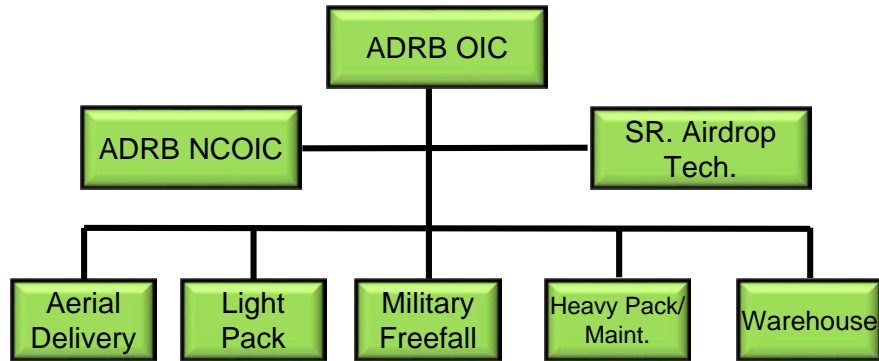 ADRB OIC
ADRB NCOIC
SR. Airdrop
Tech.
Aerial
Delivery
Light
Pack
Military
Freefall
Heavy Pack/
Maint.
Warehouse